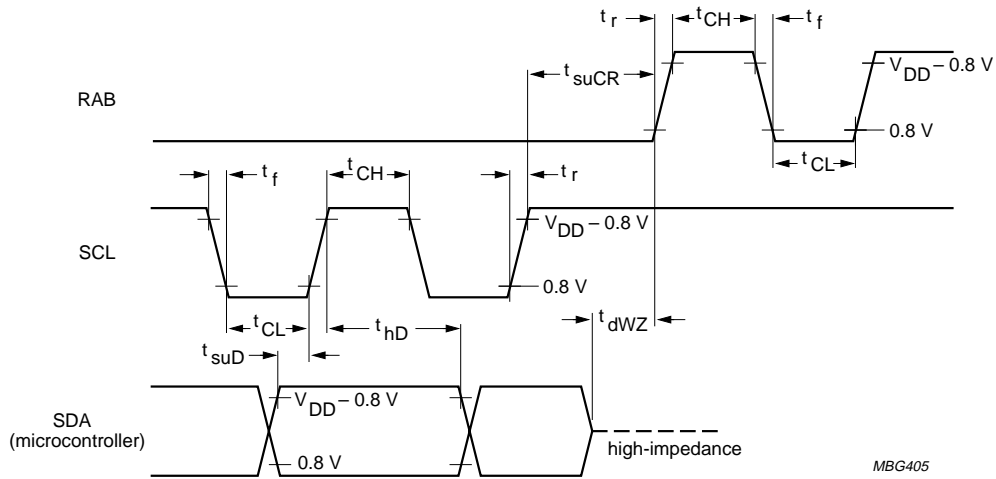 t r t CH t f
t suCR
V DD – 0.8 V
RAB
0.8 V
t f t CH t r t CL
V DD – 0.8 V
SCL
0.8 V
t CL t hD t dWZ
t suD
V DD – 0.8 V
SDA
(microcontroller)
high-impedance
0.8 V
MBG405